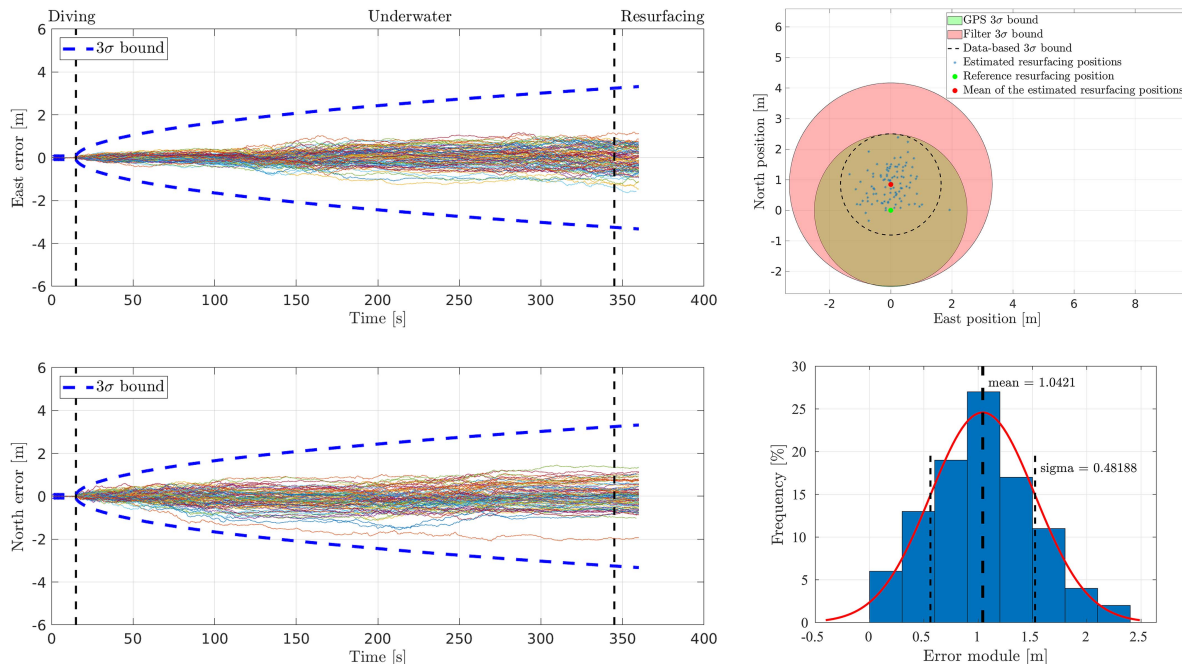 Diving Underwater Resurfacing
3σ bound
East error [m]
6
4
2
0
-2
-4
-6
0 50 100 150 200 250 300 350 400
Time [s]
GPS 3σ bound
Filter 3σ bound
Data-based 3σ bound
Estimated resurfacing positions
Reference resurfacing position
Mean of the estimated resurfacing positions
North position [m]
6
5
4
3
2
1
0
-1
-2
-2 0 2 4 6 8
East position [m]
3σ bound
North error [m]
6
4
2
0
-2
-4
-6
0 50 100 150 200 250 300 350 400
Time [s]
mean = 1.0421
sigma = 0.48188
Frequency [%]
30
25
20
15
10
5
0
-0.5 0 0.5 1 1.5 2 2.5
Error module [m]